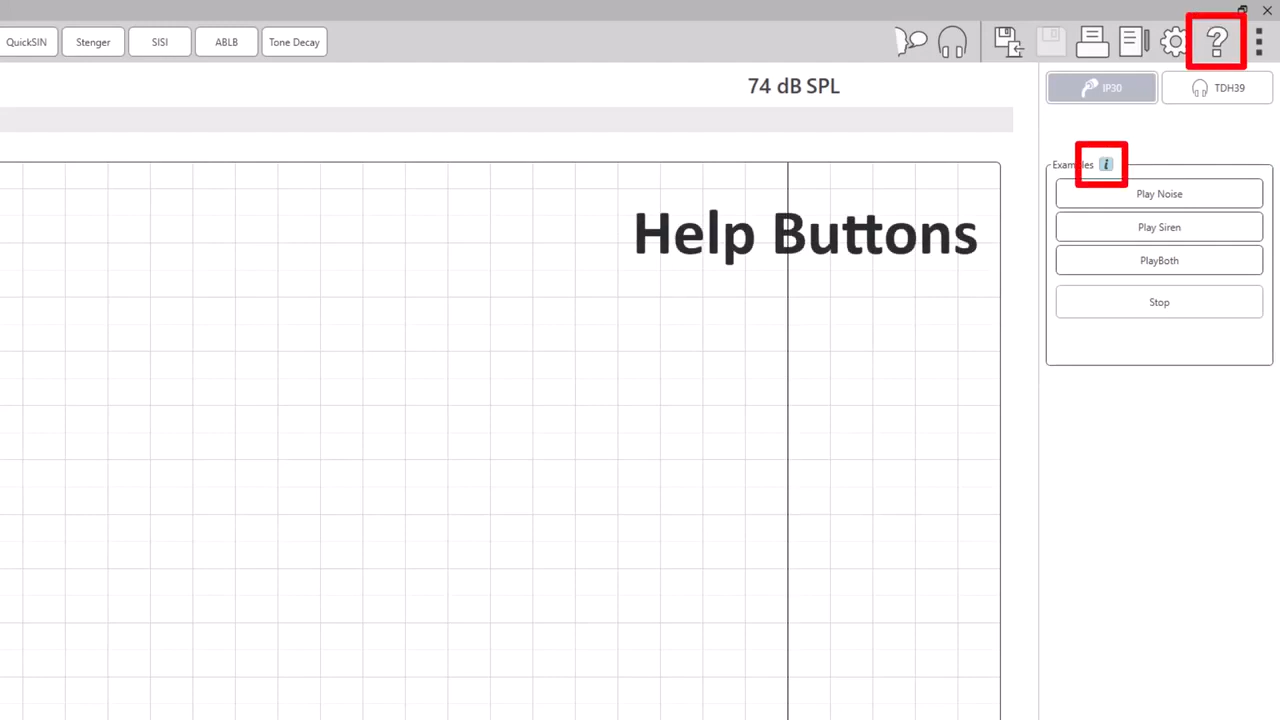 QuickSIN
Stenger
SISI
ABLB
Tone Decay
74 dB SPL
IP30
TDH39
Examples i
Play Noise
Help Buttons
Play Siren
PlayBoth
Stop